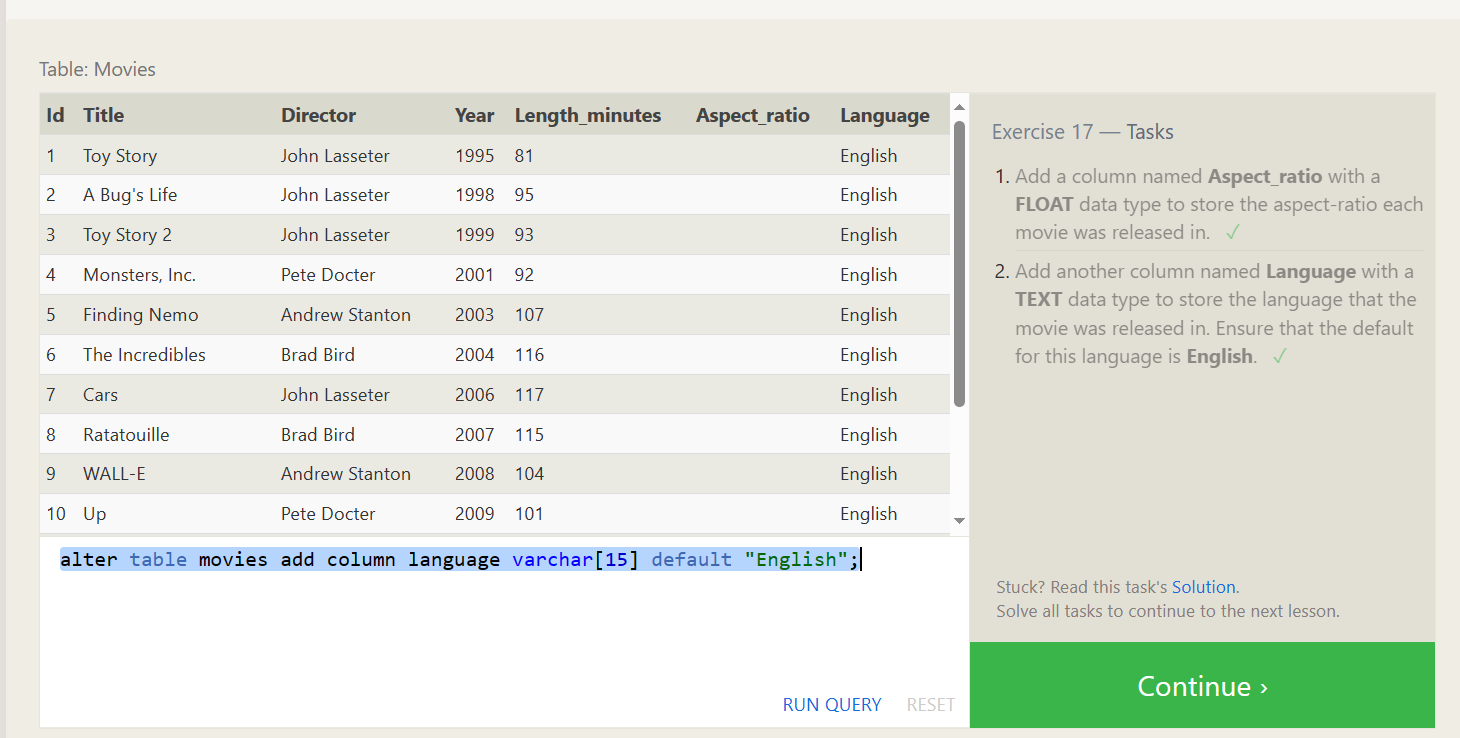 Table: Movies
Id Title Director Year Length_minutes Aspect_ratio Language
1 Toy Story John Lasseter 1995 81 English
2 A Bug's Life John Lasseter 1998 95 English
3 Toy Story 2 John Lasseter 1999 93 English
4 Monsters, Inc. Pete Docter 2001 92 English
5 Finding Nemo Andrew Stanton 2003 107 English
6 The Incredibles Brad Bird 2004 116 English
7 Cars John Lasseter 2006 117 English
8 Ratatouille Brad Bird 2007 115 English
9 WALL-E Andrew Stanton 2008 104 English
10 Up Pete Docter 2009 101 English
alter table movies add column language varchar[15] default "English";
RUN QUERY RESET
Exercise 17 — Tasks
1. Add a column named Aspect_ratio with a
FLOAT data type to store the aspect-ratio each
movie was released in. ✓
2. Add another column named Language with a
TEXT data type to store the language that the
movie was released in. Ensure that the default
for this language is English. ✓
Stuck? Read this task's Solution.
Solve all tasks to continue to the next lesson.
Continue ›